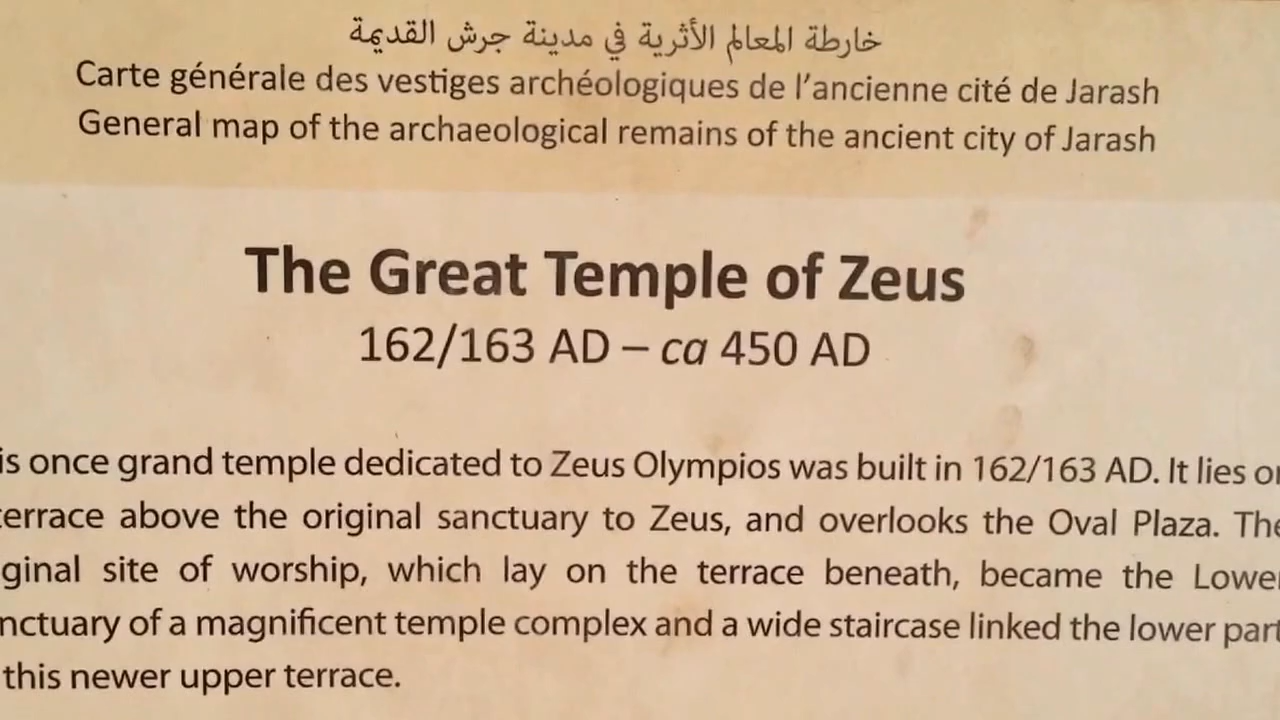 خارطة المعالم الأثرية في مدينة جرش القديمة
Carte générale des vestiges archéologiques de l'ancienne cité de Jarash
General map of the archaeological remains of the ancient city of Jarash
The Great Temple of Zeus
162/163 AD – ca 450 AD
is once grand temple dedicated to Zeus Olympios was built in 162/163 AD. It lies on
terrace above the original sanctuary to Zeus, and overlooks the Oval Plaza. The
ginal site of worship, which lay on the terrace beneath, became the Lower
nctuary of a magnificent temple complex and a wide staircase linked the lower part
this newer upper terrace.